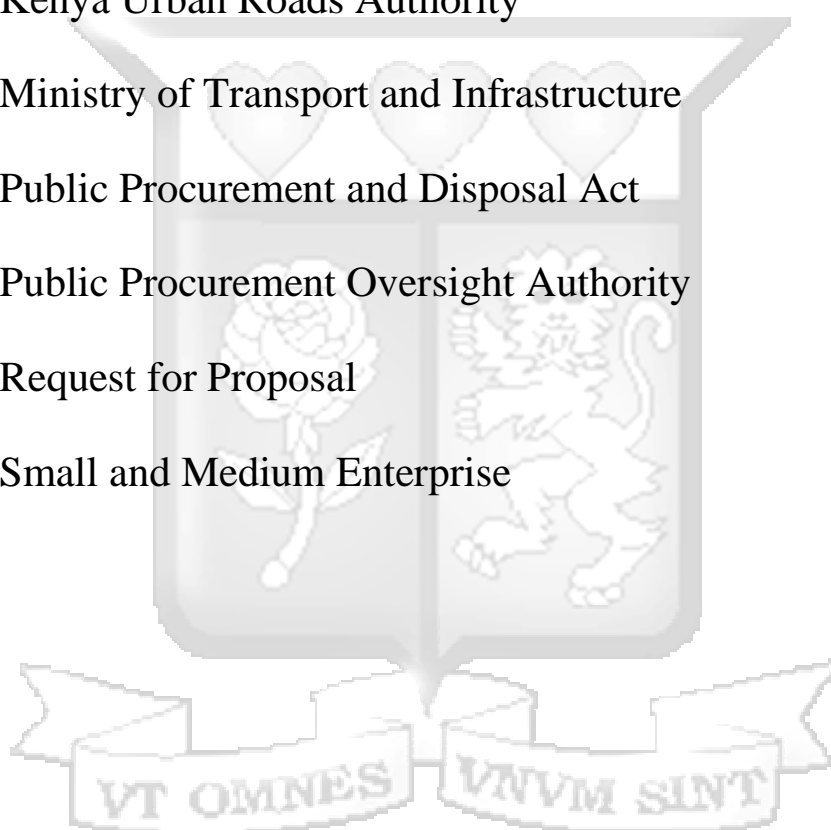 Kenya Urban Roads Authority
Ministry of Transport and Infrastructure
Public Procurement and Disposal Act
Public Procurement Oversight Authority
Request for Proposal
Small and Medium Enterprise
VT OMNES VNVM SINT